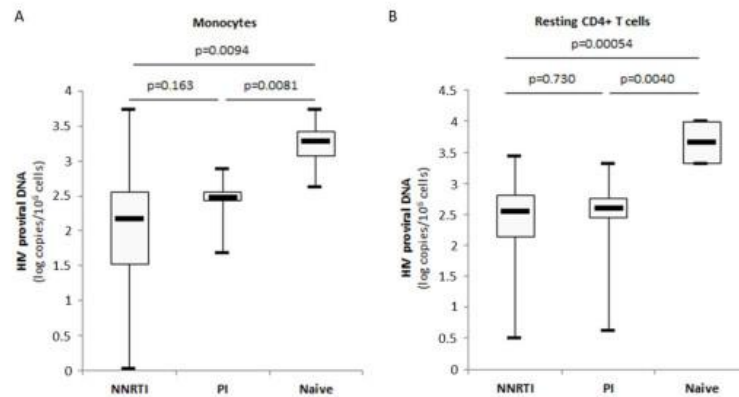 A
Monocytes
p=0.0094
p=0.163
p=0.0081
HIV proviral DNA
(log copies/10⁶ cells)
4
3.5
3
2.5
2
1.5
1
0.5
0
NNRTI
PI
Naive
B
Resting CD4+ T cells
p=0.00054
p=0.730
p=0.0040
HIV proviral DNA
(log copies/10⁶ cells)
4.5
4
3.5
3
2.5
2
1.5
1
0.5
0
NNRTI
PI
Naive